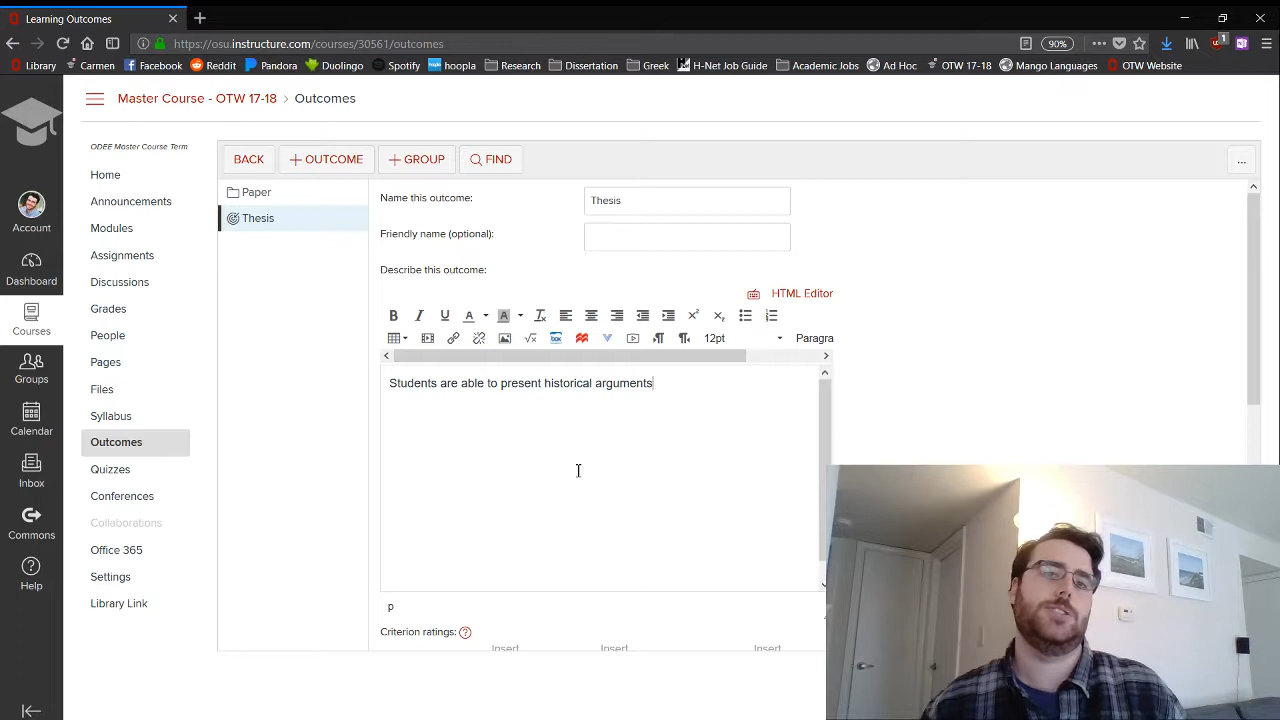 Learning Outcomes
https://osu.instructure.com/courses/30561/outcomes
90%
1
Library
Carmen
Facebook
Reddit
Pandora
Duolingo
Spotify
hoopla
Research
Dissertation
Greek
H-Net Job Guide
Academic Jobs
Ad Hoc
OTW 17-18
Mango Languages
OTW Website
Master Course - OTW 17-18 > Outcomes
Account
Dashboard
Courses
Groups
Calendar
Inbox
Commons
Help
ODEE Master Course Term
Home
Announcements
Modules
Assignments
Discussions
Grades
People
Pages
Files
Syllabus
Outcomes
Quizzes
Conferences
Collaborations
Office 365
Settings
Library Link
BACK
+ OUTCOME
+ GROUP
FIND
...
Paper
Thesis
Name this outcome:
Thesis
Friendly name (optional):
Describe this outcome:
HTML Editor
12pt
Paragra
Students are able to present historical arguments
p
Criterion ratings:
Insert
Insert
Insert